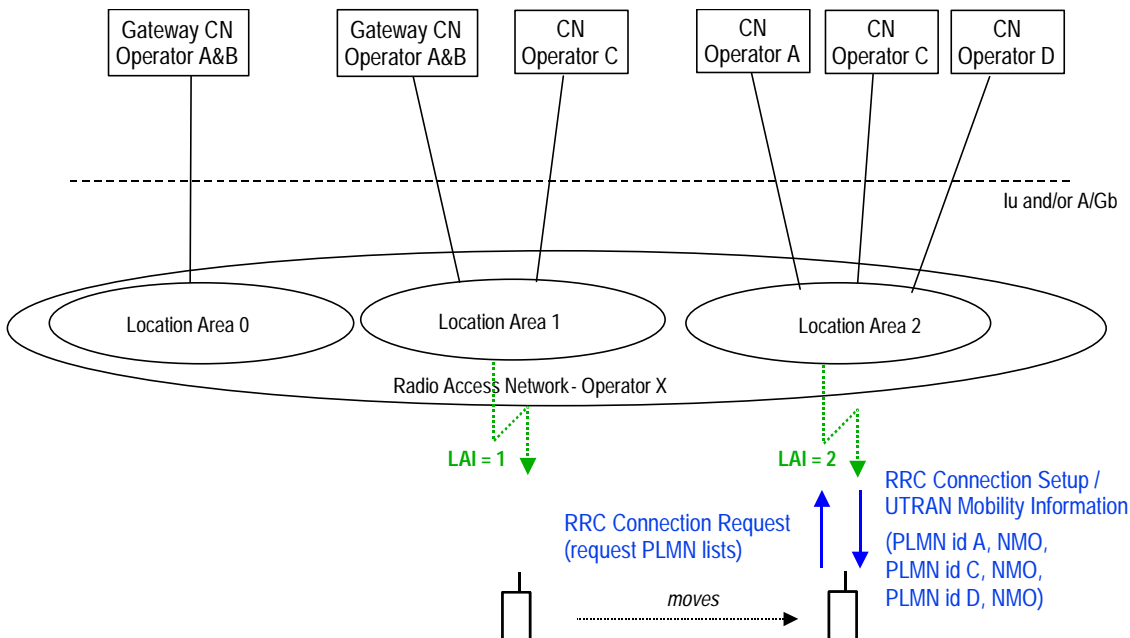 Gateway CN
Operator A&B
Gateway CN
Operator A&B
CN
Operator C
CN
Operator A
CN
Operator C
CN
Operator D
Iu and/or A/Gb
Location Area 0
Location Area 1
Location Area 2
Radio Access Network - Operator X
LAI = 1
LAI = 2
RRC Connection Request
(request PLMN lists)
RRC Connection Setup /
UTRAN Mobility Information
(PLMN id A, NMO,
PLMN id C, NMO,
PLMN id D, NMO)
moves